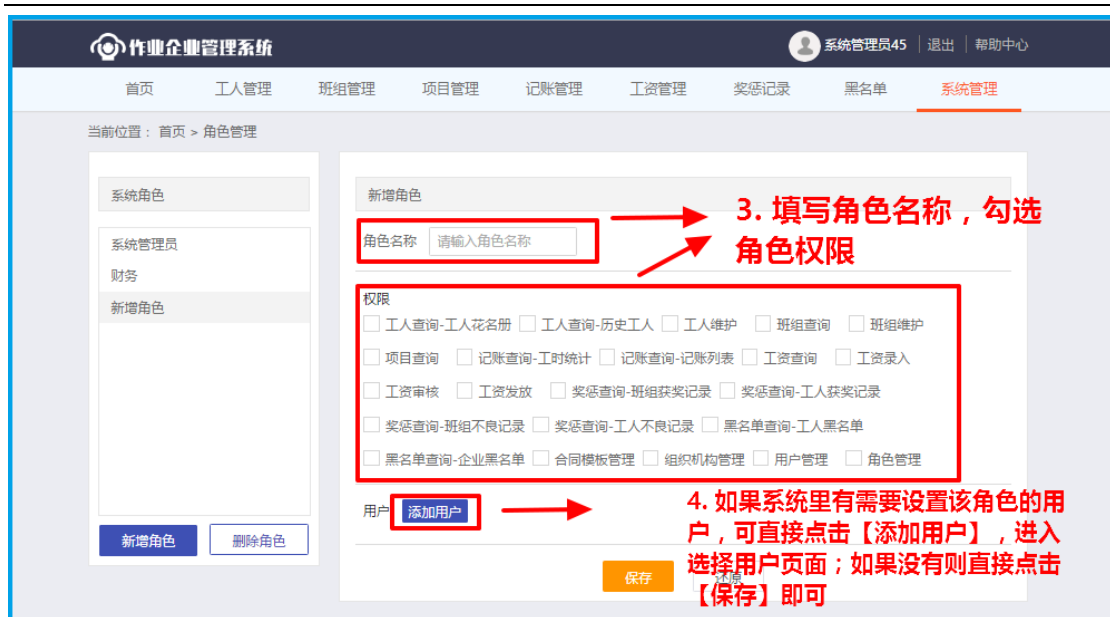 作业企业管理系统
系统管理员45 退出 帮助中心
首页 工人管理 班组管理 项目管理 记账管理 工资管理 奖惩记录 黑名单 系统管理
当前位置： 首页 > 角色管理
系统角色
系统管理员
财务
新增角色
新增角色 删除角色
新增角色
角色名称 请输入角色名称
3. 填写角色名称，勾选
角色权限
权限
工人查询-工人花名册 工人查询-历史工人 工人维护 班组查询 班组维护
项目查询 记账查询-工时统计 记账查询-记账列表 工资查询 工资录入
工资审核 工资发放 奖惩查询-班组获奖记录 奖惩查询-工人获奖记录
奖惩查询-班组不良记录 奖惩查询-工人不良记录 黑名单查询-工人黑名单
黑名单查询-企业黑名单 合同模板管理 组织机构管理 用户管理 角色管理
用户 添加用户
4. 如果系统里有需要设置该角色的用
户，可直接点击【添加用户】，进入
选择用户页面；如果没有则直接点击
【保存】即可
保存 还原